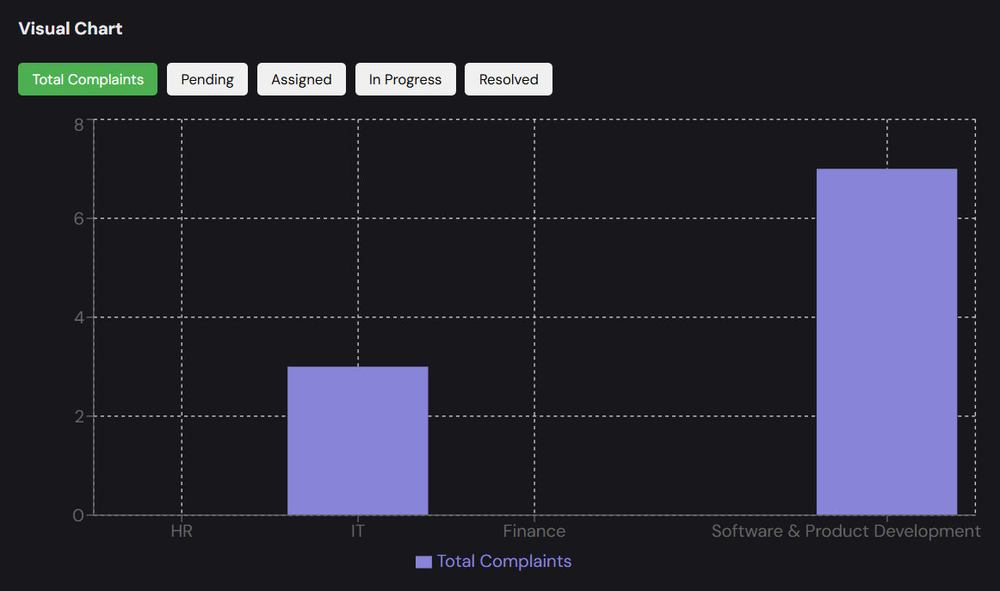 Visual Chart
Total Complaints Pending Assigned In Progress Resolved
8
6
4
2
0
HR IT Finance Software & Product Development
Total Complaints